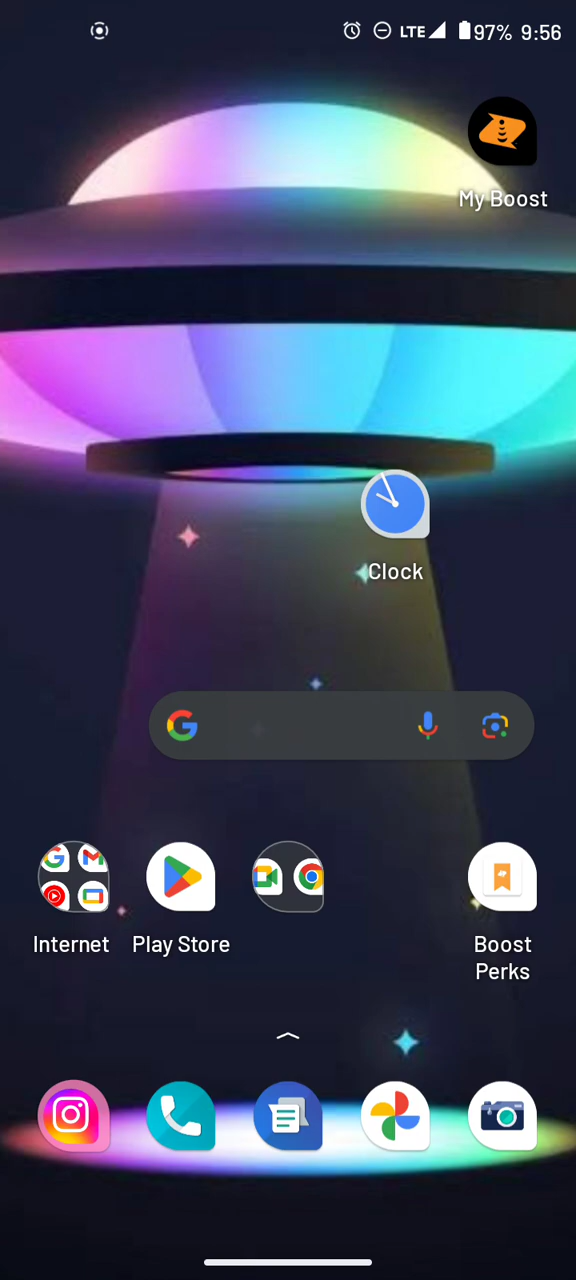 LTE 97% 9:56
My Boost
Clock
Internet
Play Store
Boost
Perks